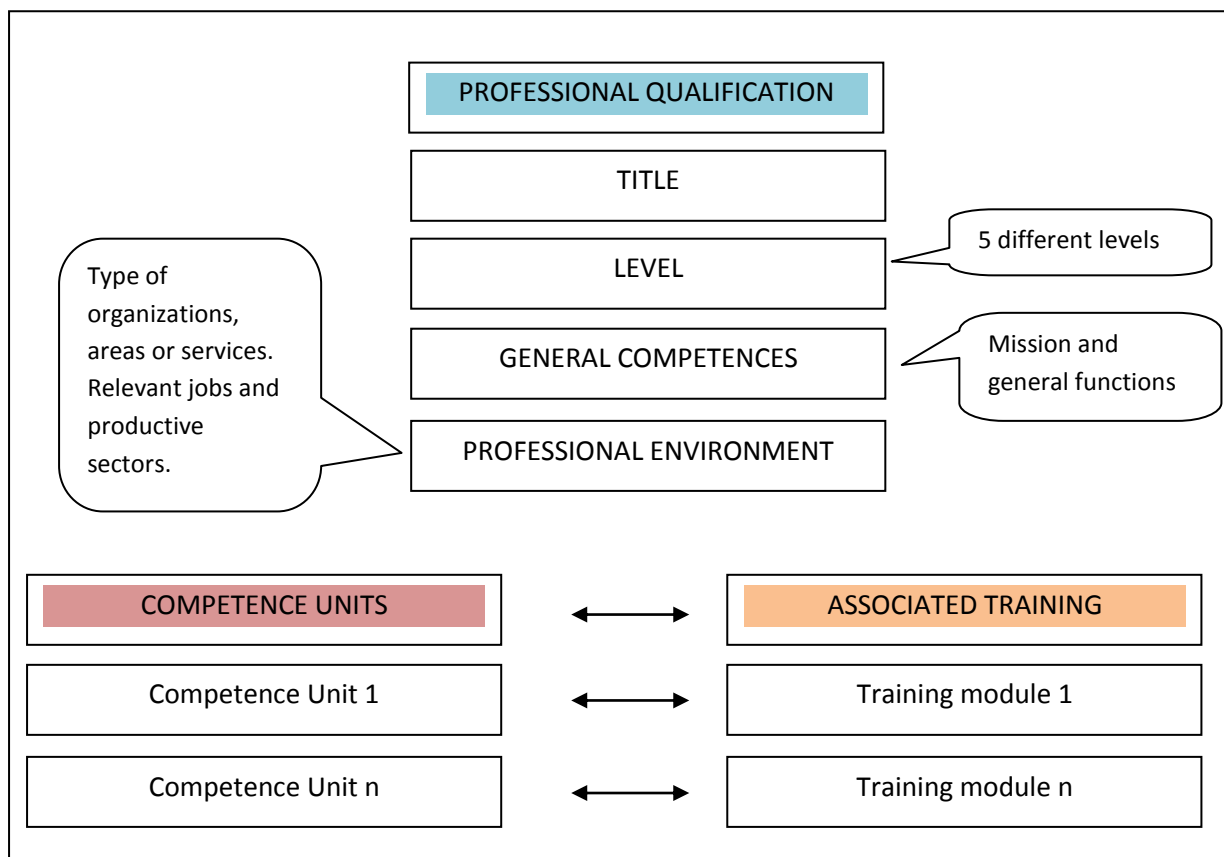 PROFESSIONAL QUALIFICATION
TITLE
LEVEL
5 different levels
GENERAL COMPETENCES
Mission and
general functions
PROFESSIONAL ENVIRONMENT
Type of
organizations,
areas or services.
Relevant jobs and
productive
sectors.
COMPETENCE UNITS
ASSOCIATED TRAINING
Competence Unit 1
Training module 1
Competence Unit n
Training module n